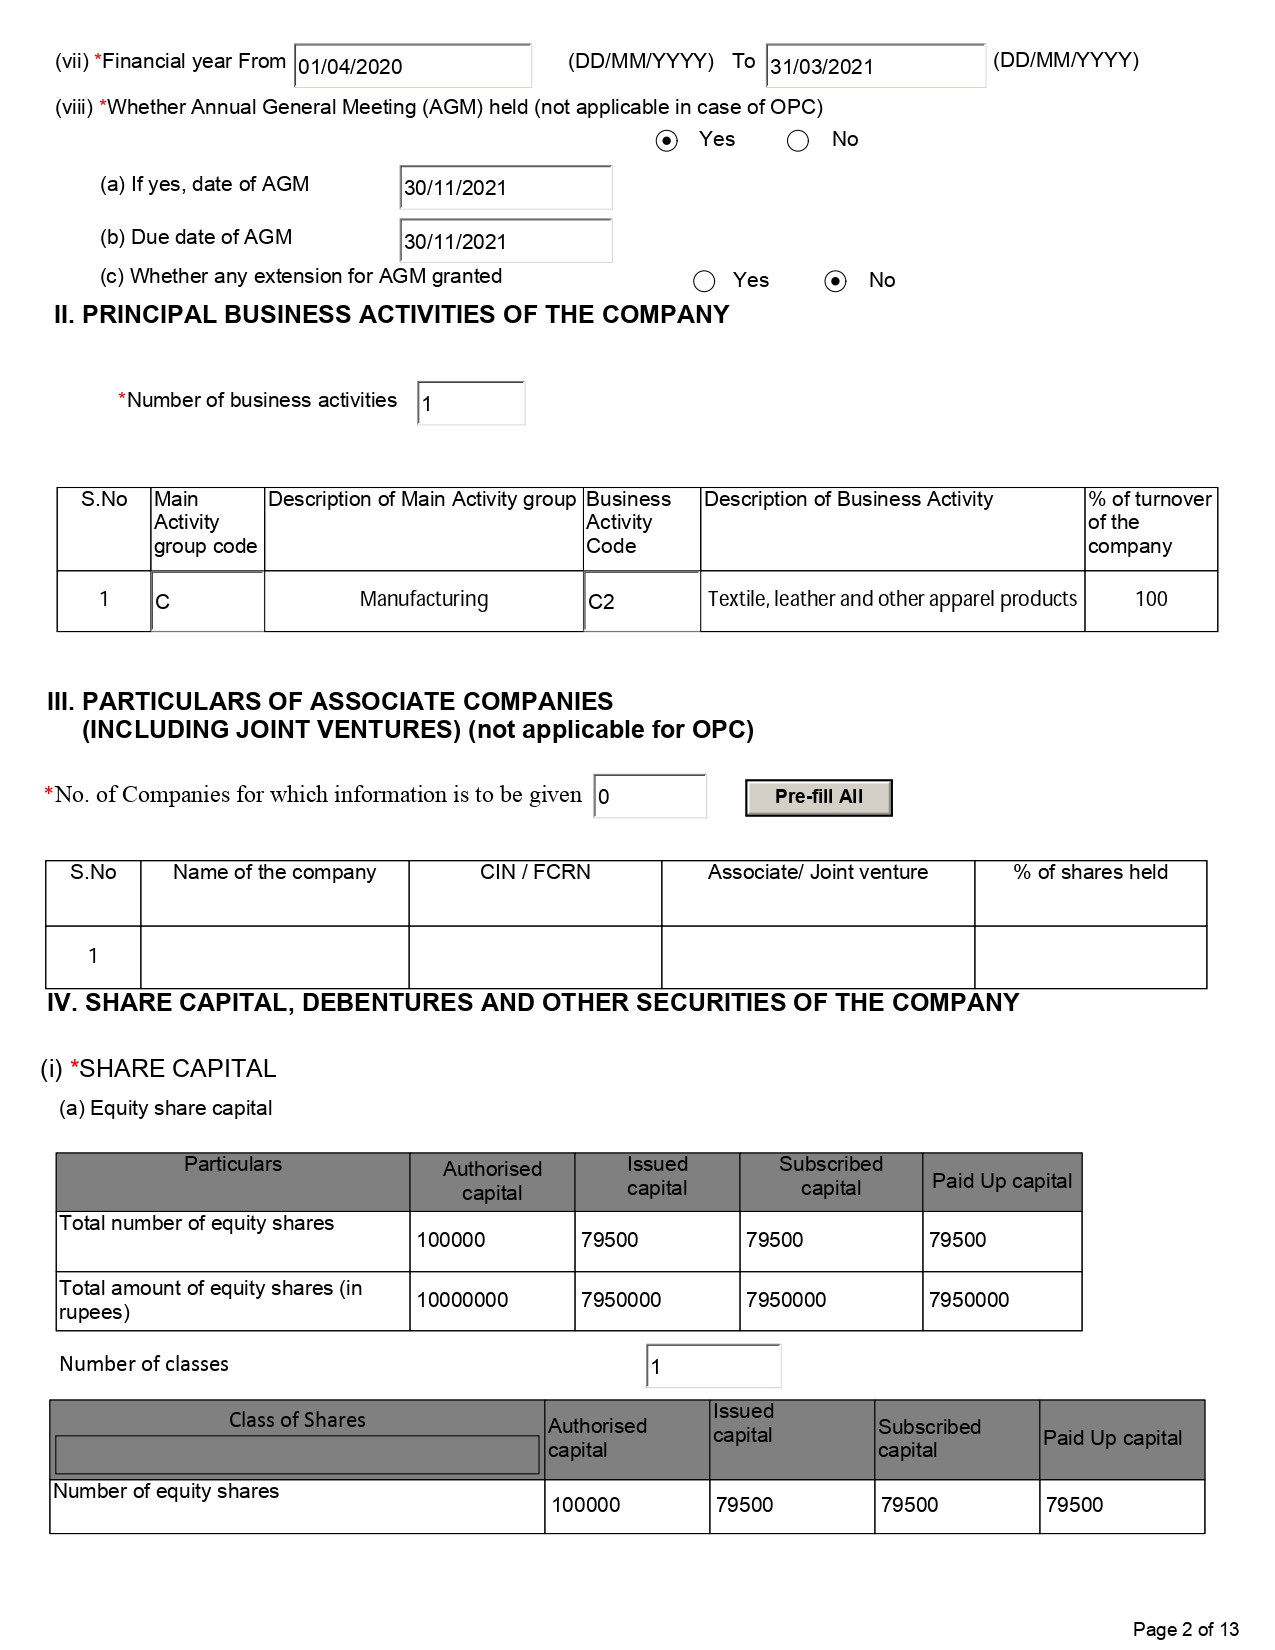 (vii) *Financial year From 01/04/2020 (DD/MM/YYYY) To 31/03/2021 (DD/MM/YYYY)
(viii) *Whether Annual General Meeting (AGM) held (not applicable in case of OPC)
Yes No
(a) If yes, date of AGM 30/11/2021
(b) Due date of AGM 30/11/2021
(c) Whether any extension for AGM granted Yes No
II. PRINCIPAL BUSINESS ACTIVITIES OF THE COMPANY
*Number of business activities 1
S.No Main Activity group code Description of Main Activity group Business Activity Code Description of Business Activity % of turnover of the company
1 C Manufacturing C2 Textile, leather and other apparel products 100
III. PARTICULARS OF ASSOCIATE COMPANIES
(INCLUDING JOINT VENTURES) (not applicable for OPC)
*No. of Companies for which information is to be given 0 Pre-fill All
S.No Name of the company CIN / FCRN Associate/ Joint venture % of shares held
1
IV. SHARE CAPITAL, DEBENTURES AND OTHER SECURITIES OF THE COMPANY
(i) *SHARE CAPITAL
(a) Equity share capital
Particulars Authorised capital Issued capital Subscribed capital Paid Up capital
Total number of equity shares 100000 79500 79500 79500
Total amount of equity shares (in rupees) 10000000 7950000 7950000 7950000
Number of classes 1
Class of Shares Authorised capital Issued capital Subscribed capital Paid Up capital
Number of equity shares 100000 79500 79500 79500
Page 2 of 13